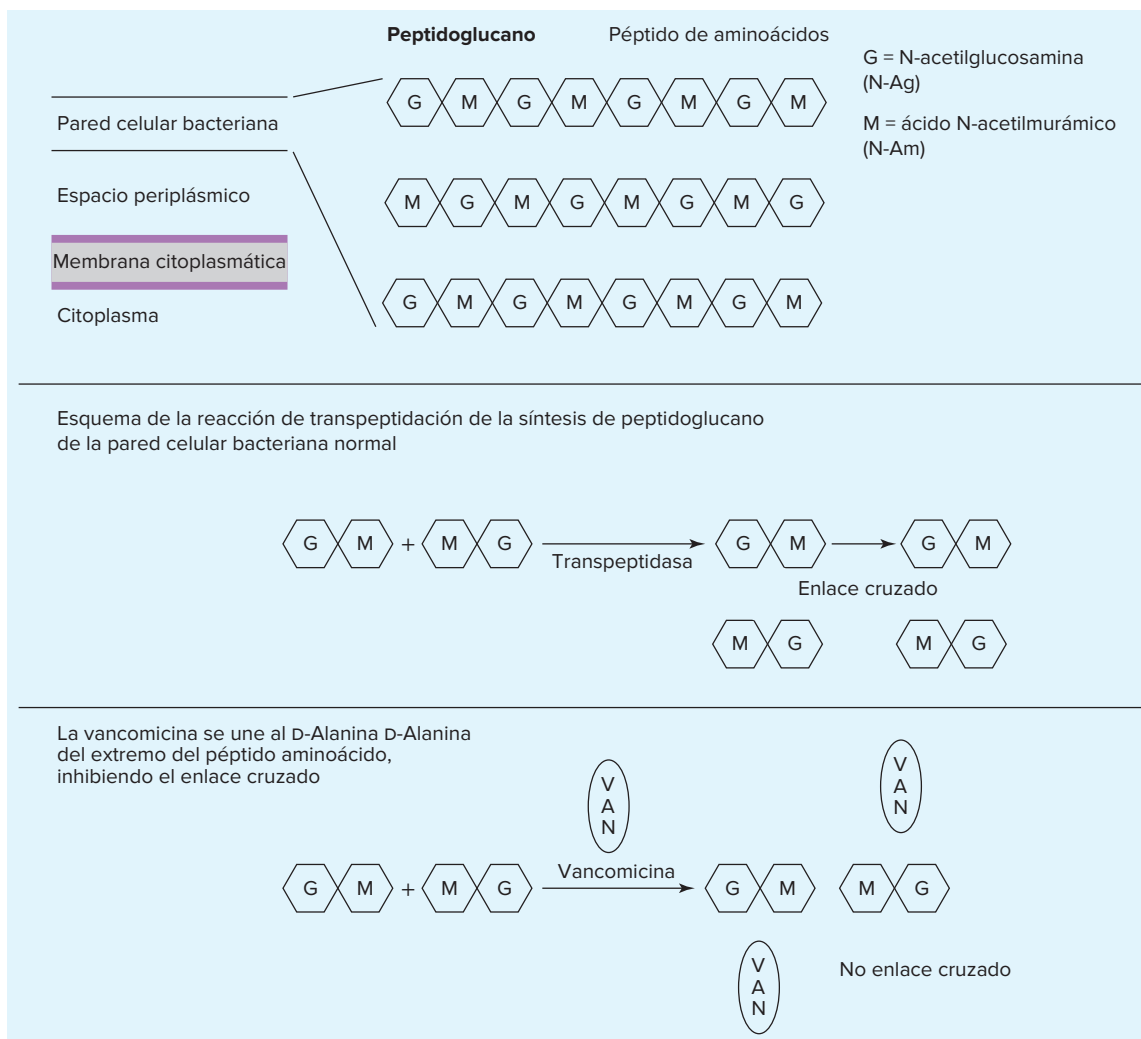 Peptidoglucano Péptido de aminoácidos
G = N-acetilglucosamina
(N-Ag)
M = ácido N-acetilmurámico
(N-Am)
G M G M G M G M
Pared celular bacteriana
Espacio periplásmico
M G M G M G M G
Membrana citoplasmática
Citoplasma
G M G M G M G M
Esquema de la reacción de transpeptidación de la síntesis de peptidoglucano
de la pared celular bacteriana normal
G M + M G Transpeptidasa G M G M
Enlace cruzado
M G M G
La vancomicina se une al D-Alanina D-Alanina
del extremo del péptido aminoácido,
inhibiendo el enlace cruzado
V
A
N
V
A
N
G M + M G Vancomicina G M M G
V
A
N
No enlace cruzado